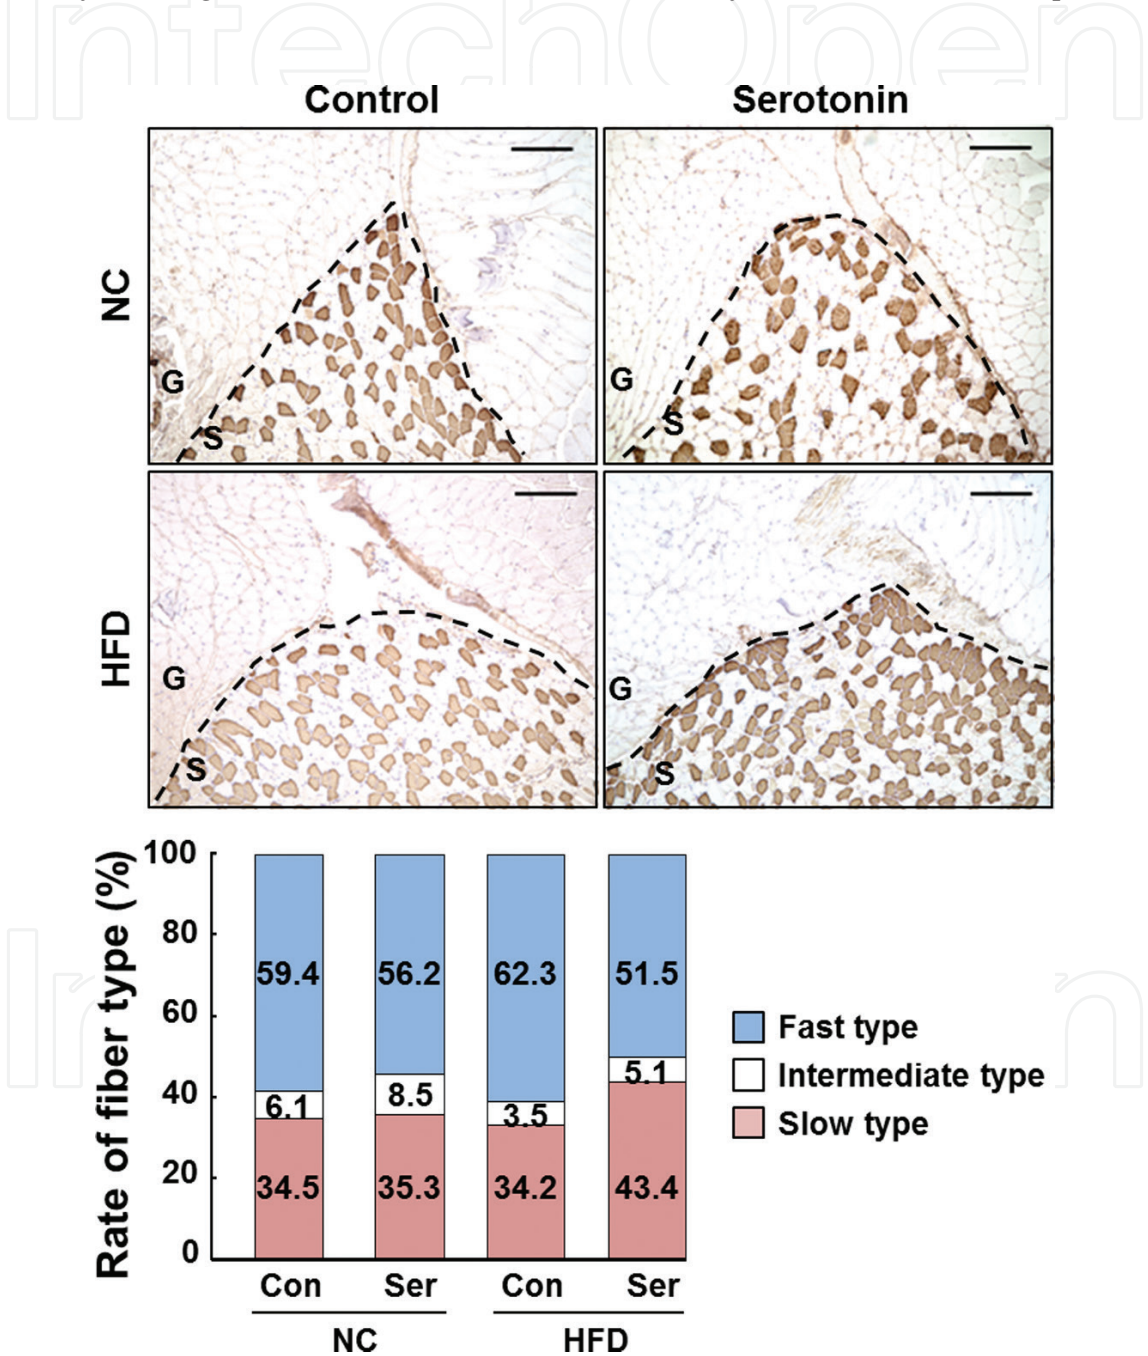 IntechOpen
Control Serotonin
NC
G
S
G
S
HFD
G
S
G
S
Rate of fiber type (%)
100
80
60
40
20
0
59.4 56.2 62.3 51.5
6.1 8.5 3.5 5.1
34.5 35.3 34.2 43.4
Fast type
Intermediate type
Slow type
Con Ser Con Ser
NC HFD